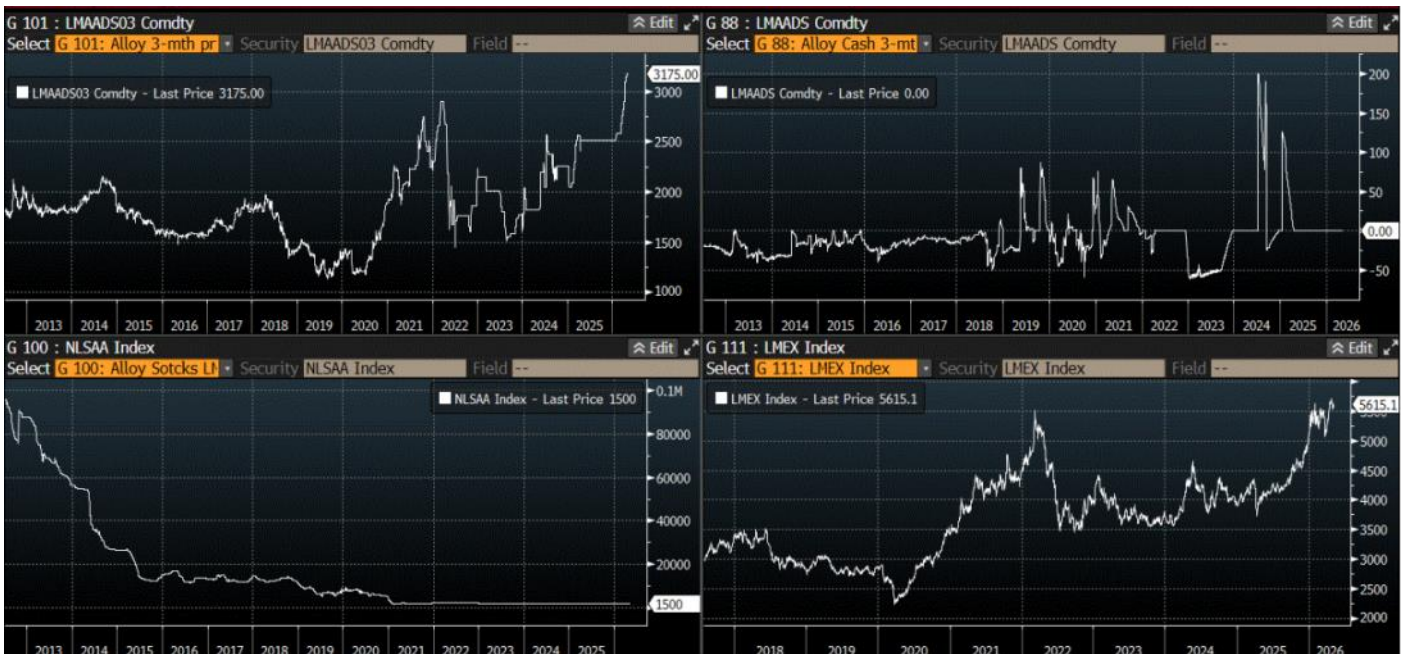 G 101 : LMAADS03 Comdty
Edit
Select G 101: Alloy 3-mth pr Security LMAADS03 Comdty Field --
LMAADS03 Comdty - Last Price 3175.00
3175.00
3000
2500
2000
1500
1000
2013 2014 2015 2016 2017 2018 2019 2020 2021 2022 2023 2024 2025
G 88 : LMAADS Comdty
Edit
Select G 88: Alloy Cash 3-mt Security LMAADS Comdty Field --
LMAADS Comdty - Last Price 0.00
200
150
100
50
0.00
-50
2013 2014 2015 2016 2017 2018 2019 2020 2021 2022 2023 2024 2025 2026
G 100 : NLSAA Index
Edit
Select G 100: Alloy Sotcks LM Security NLSAA Index Field --
NLSAA Index - Last Price 1500
0.1M
80000
60000
40000
20000
1500
2013 2014 2015 2016 2017 2018 2019 2020 2021 2022 2023 2024 2025
G 111 : LMEX Index
Edit
Select G 111: LMEX Index Security LMEX Index Field --
LMEX Index - Last Price 5615.1
5615.1
5500
5000
4500
4000
3500
3000
2500
2000
2018 2019 2020 2021 2022 2023 2024 2025 2026